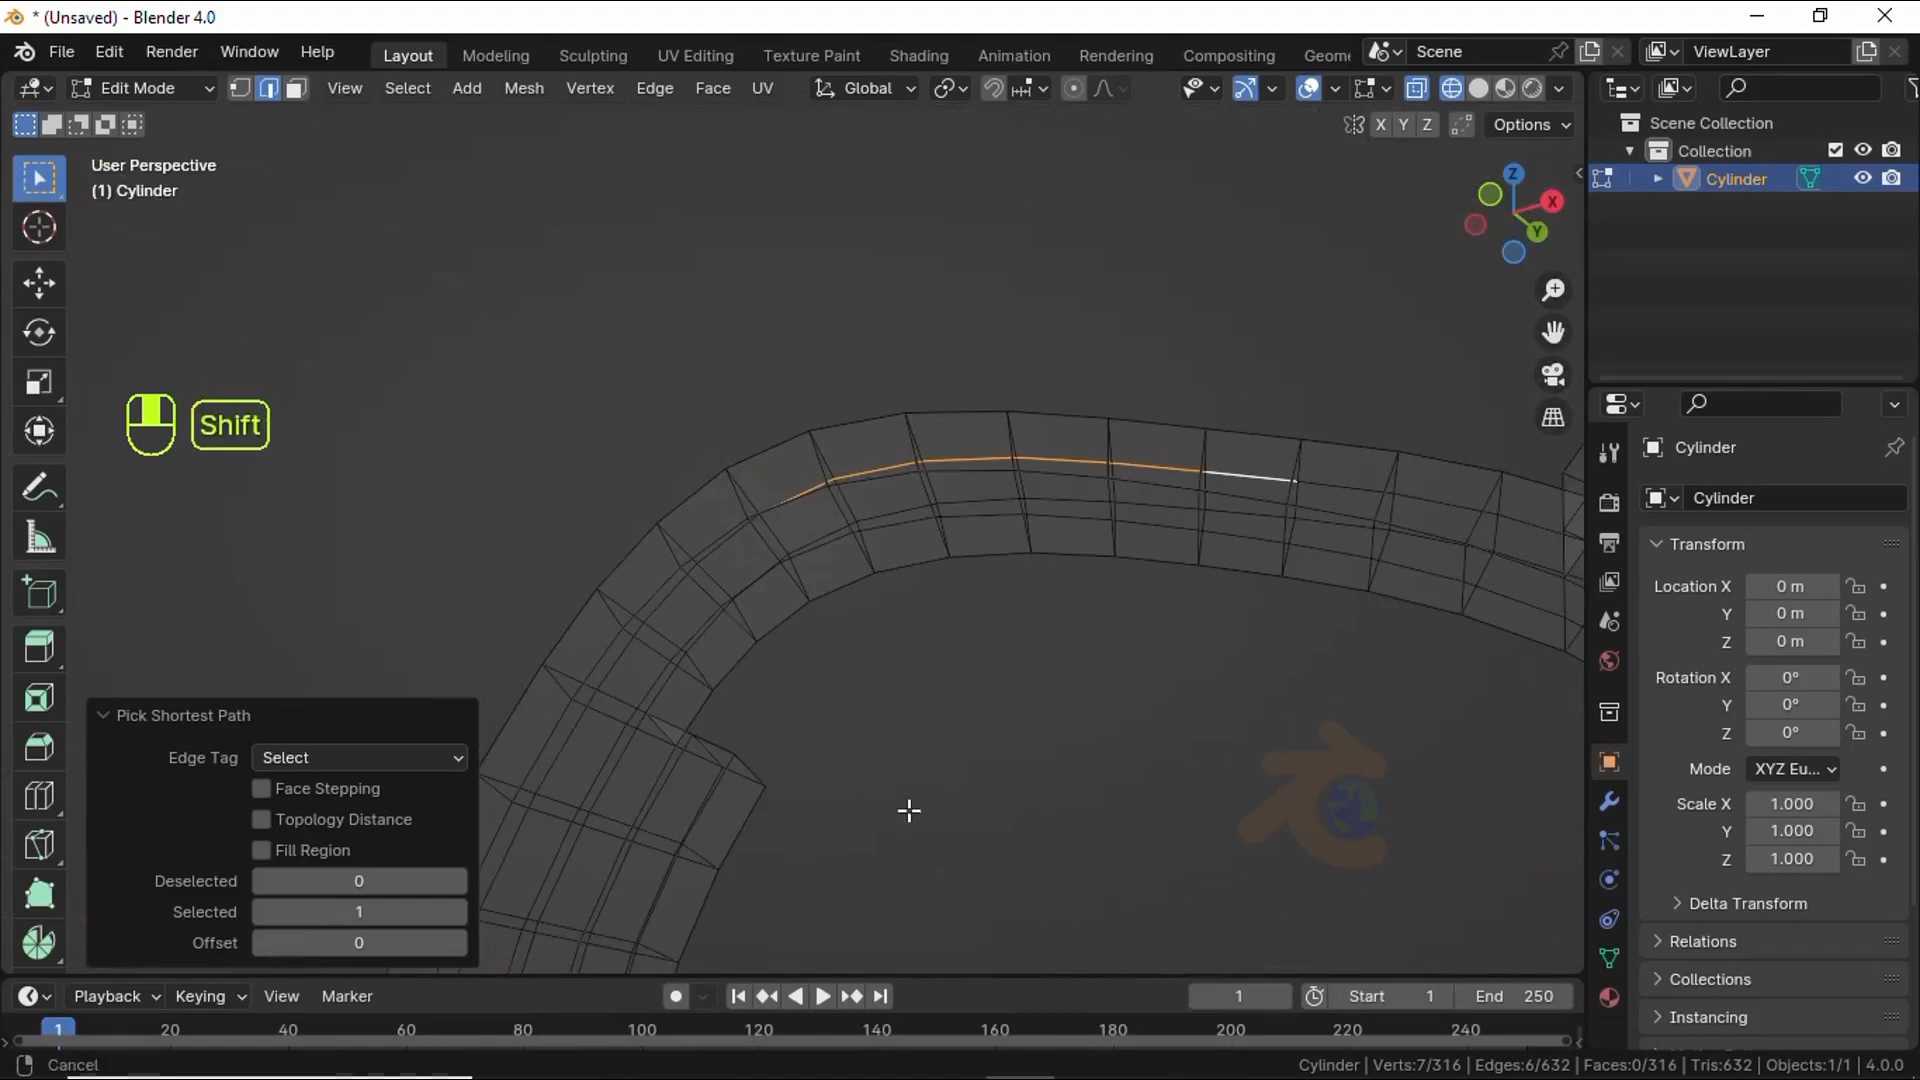 * (Unsaved) - Blender 4.0
File Edit Render Window Help Layout Modeling Sculpting UV Editing Texture Paint Shading Animation Rendering Compositing Geome Scene ViewLayer
Edit Mode View Select Add Mesh Vertex Edge Face UV Global
X Y Z Options
User Perspective
(1) Cylinder
Z
X
Y
Shift
Pick Shortest Path
Edge Tag Select
Face Stepping
Topology Distance
Fill Region
Deselected 0
Selected 1
Offset 0
Scene Collection
Collection
Cylinder
Cylinder
Cylinder
Transform
Location X 0 m
Y 0 m
Z 0 m
Rotation X 0°
Y 0°
Z 0°
Mode XYZ Eu...
Scale X 1.000
Y 1.000
Z 1.000
Delta Transform
Relations
Collections
Instancing
Playback Keying View Marker 1 Start 1 End 250
1 20 40 60 80 100 120 140 160 180 200 220 240
Cancel
Cylinder | Verts:7/316 | Edges:6/632 | Faces:0/316 | Tris:632 | Objects:1/1 | 4.0.0